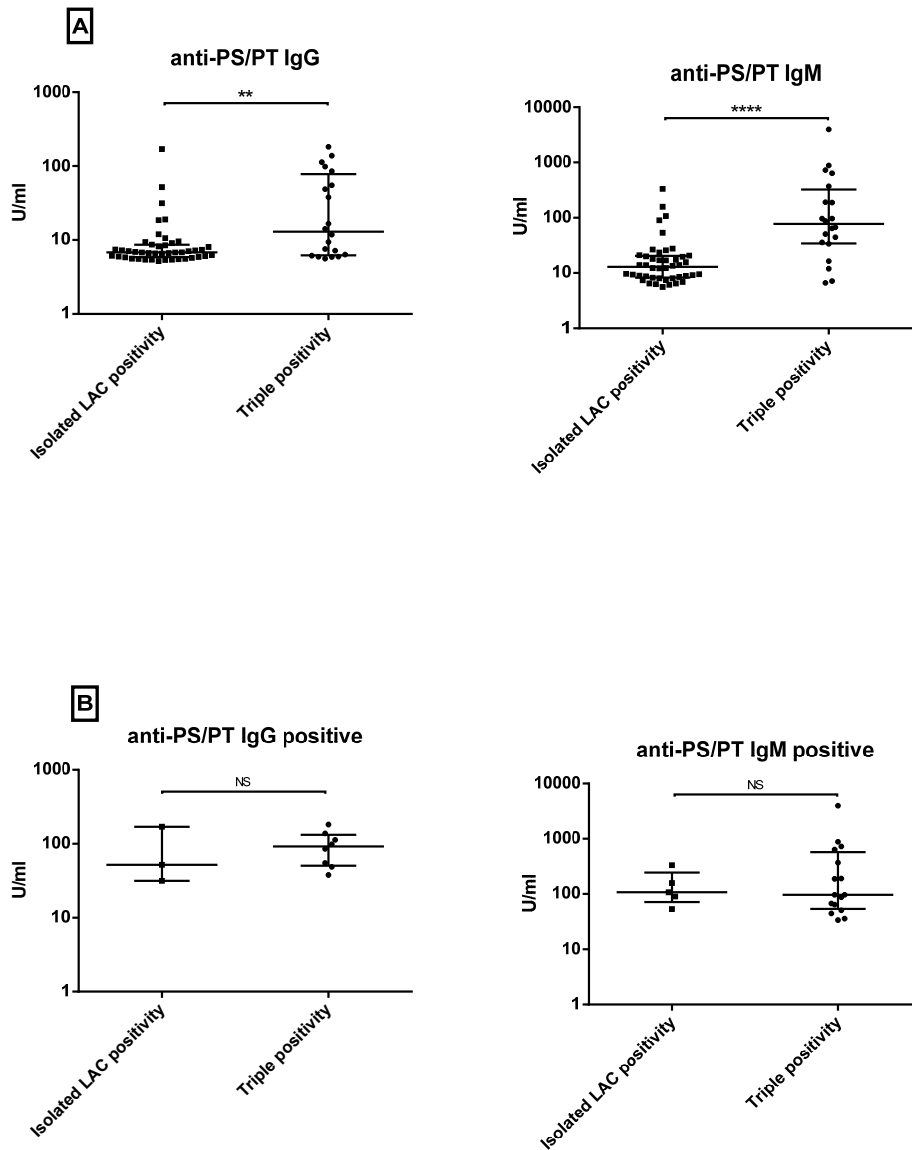 A
anti-PS/PT IgG
anti-PS/PT IgM
**
****
1000
100
10
1
U/ml
10000
1000
100
10
1
U/ml
Isolated LAC positivity
Triple positivity
Isolated LAC positivity
Triple positivity
B
anti-PS/PT IgG positive
anti-PS/PT IgM positive
NS
NS
1000
100
10
1
U/ml
10000
1000
100
10
1
U/ml
Isolated LAC positivity
Triple positivity
Isolated LAC positivity
Triple positivity